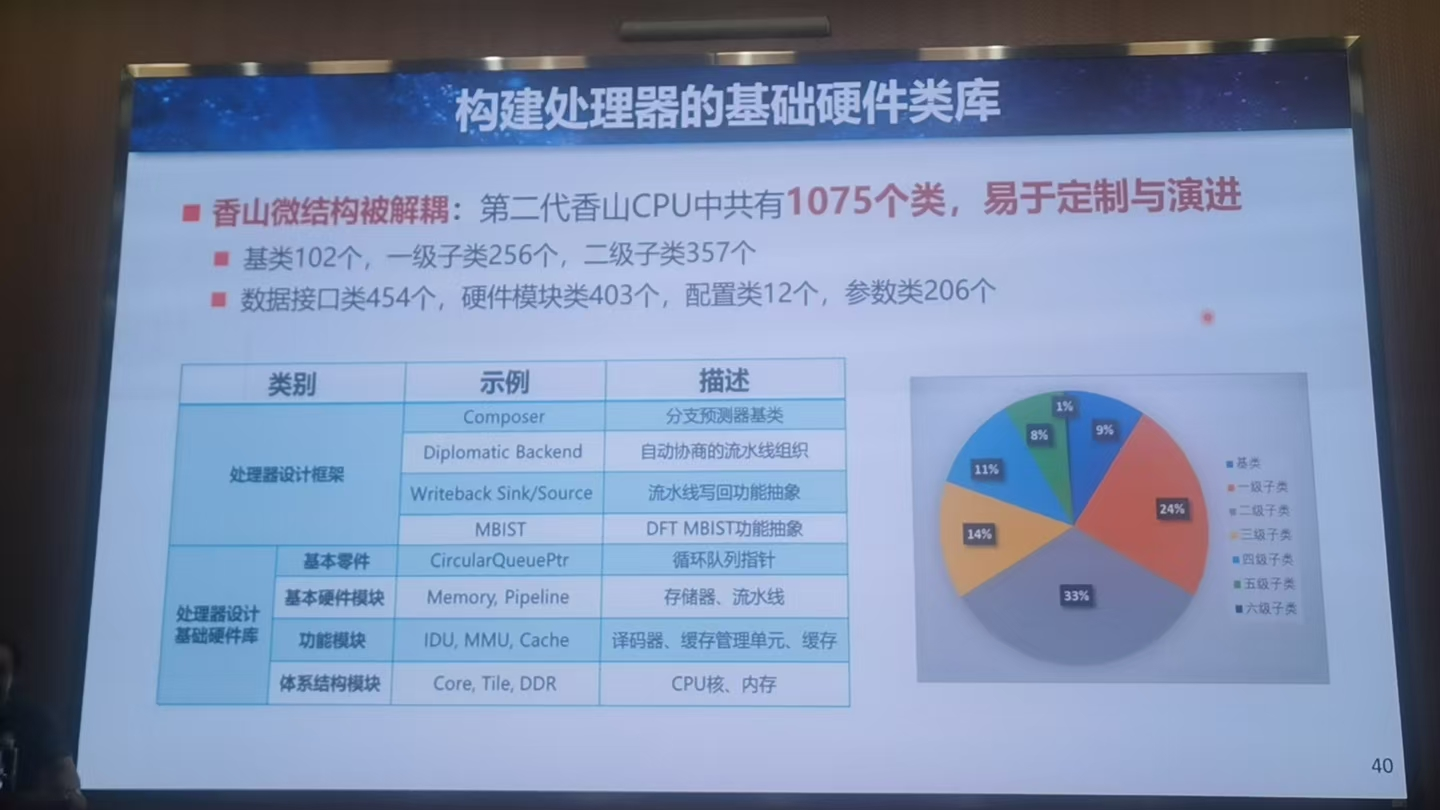 构建处理器的基础硬件类库
香山微结构被解耦：第二代香山CPU中共有1075个类，易于定制与演进
基类102个，一级子类256个，二级子类357个
数据接口类454个，硬件模块类403个，配置类12个，参数类206个
类别 示例 描述
处理器设计框架
Composer 分支预测器基类
Diplomatic Backend 自动协商的流水线组织
Writeback Sink/Source 流水线写回功能抽象
MBIST DFT MBIST功能抽象
处理器设计
基础硬件库
基本零件 CircularQueuePtr 循环队列指针
基本硬件模块 Memory, Pipeline 存储器、流水线
功能模块 IDU, MMU, Cache 译码器、缓存管理单元、缓存
体系结构模块 Core, Tile, DDR CPU核、内存
1%
9%
8%
11%
24%
14%
33%
基类
一级子类
二级子类
三级子类
四级子类
五级子类
六级子类
40